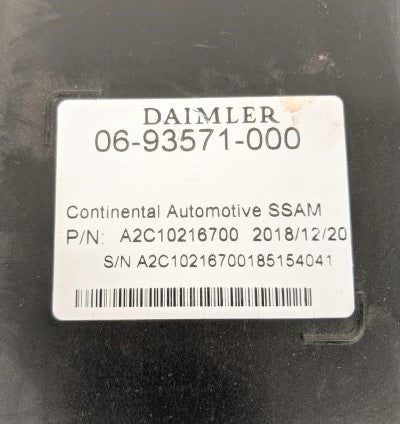 DAIMLER
06-93571-000
Continental Automotive SSAM
P/N: A2C10216700 2018/12/20
S/N A2C10216700185154041